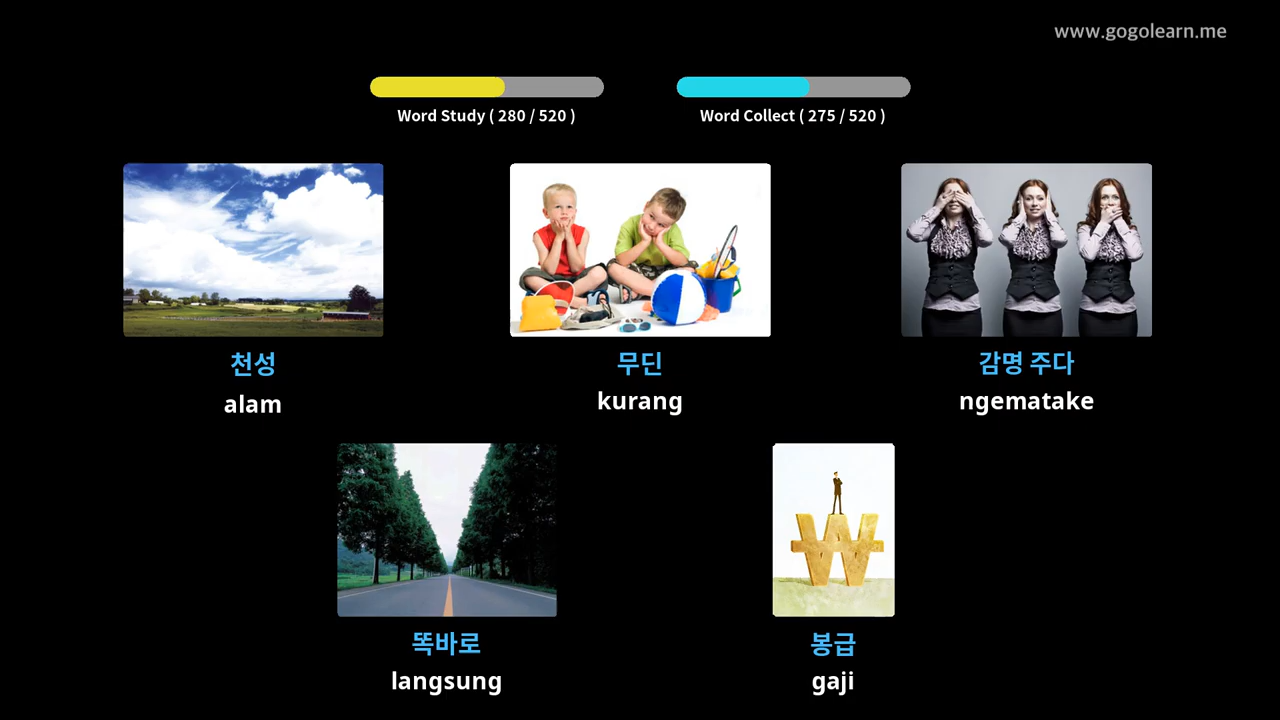 www.gogolearn.me
Word Study ( 280 / 520 )
Word Collect ( 275 / 520 )
천성
alam
무딘
kurang
감명 주다
ngematake
똑바로
langsung
봉급
gaji